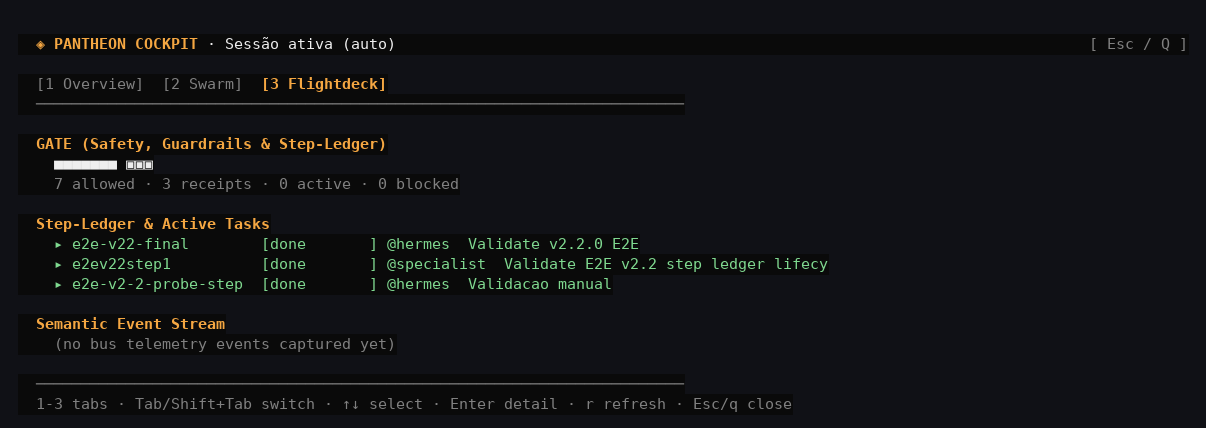 ◈ PANTHEON COCKPIT · Sessão ativa (auto) [ Esc / Q ]
[1 Overview] [2 Swarm] [3 Flightdeck]
GATE (Safety, Guardrails & Step-Ledger)
■■■■■■■ ▣▣▣
7 allowed · 3 receipts · 0 active · 0 blocked
Step-Ledger & Active Tasks
▸ e2e-v22-final [done ] @hermes Validate v2.2.0 E2E
▸ e2ev22step1 [done ] @specialist Validate E2E v2.2 step ledger lifecy
▸ e2e-v-2-2-probe-step [done ] @hermes Validacao manual
Semantic Event Stream
(no bus telemetry events captured yet)
1-3 tabs · Tab/Shift+Tab switch · ↑↓ select · Enter detail · r refresh · Esc/q close